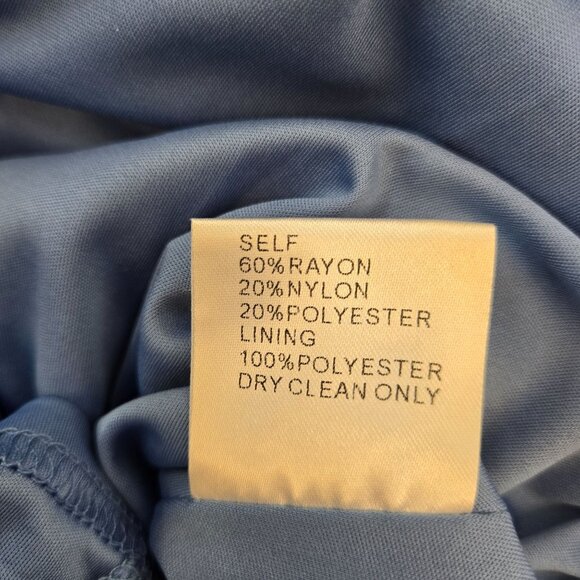 SELF
60%RAYON
20%NYLON
20%POLYESTER
LINING
100%POLYESTER
DRY CLEAN ONLY